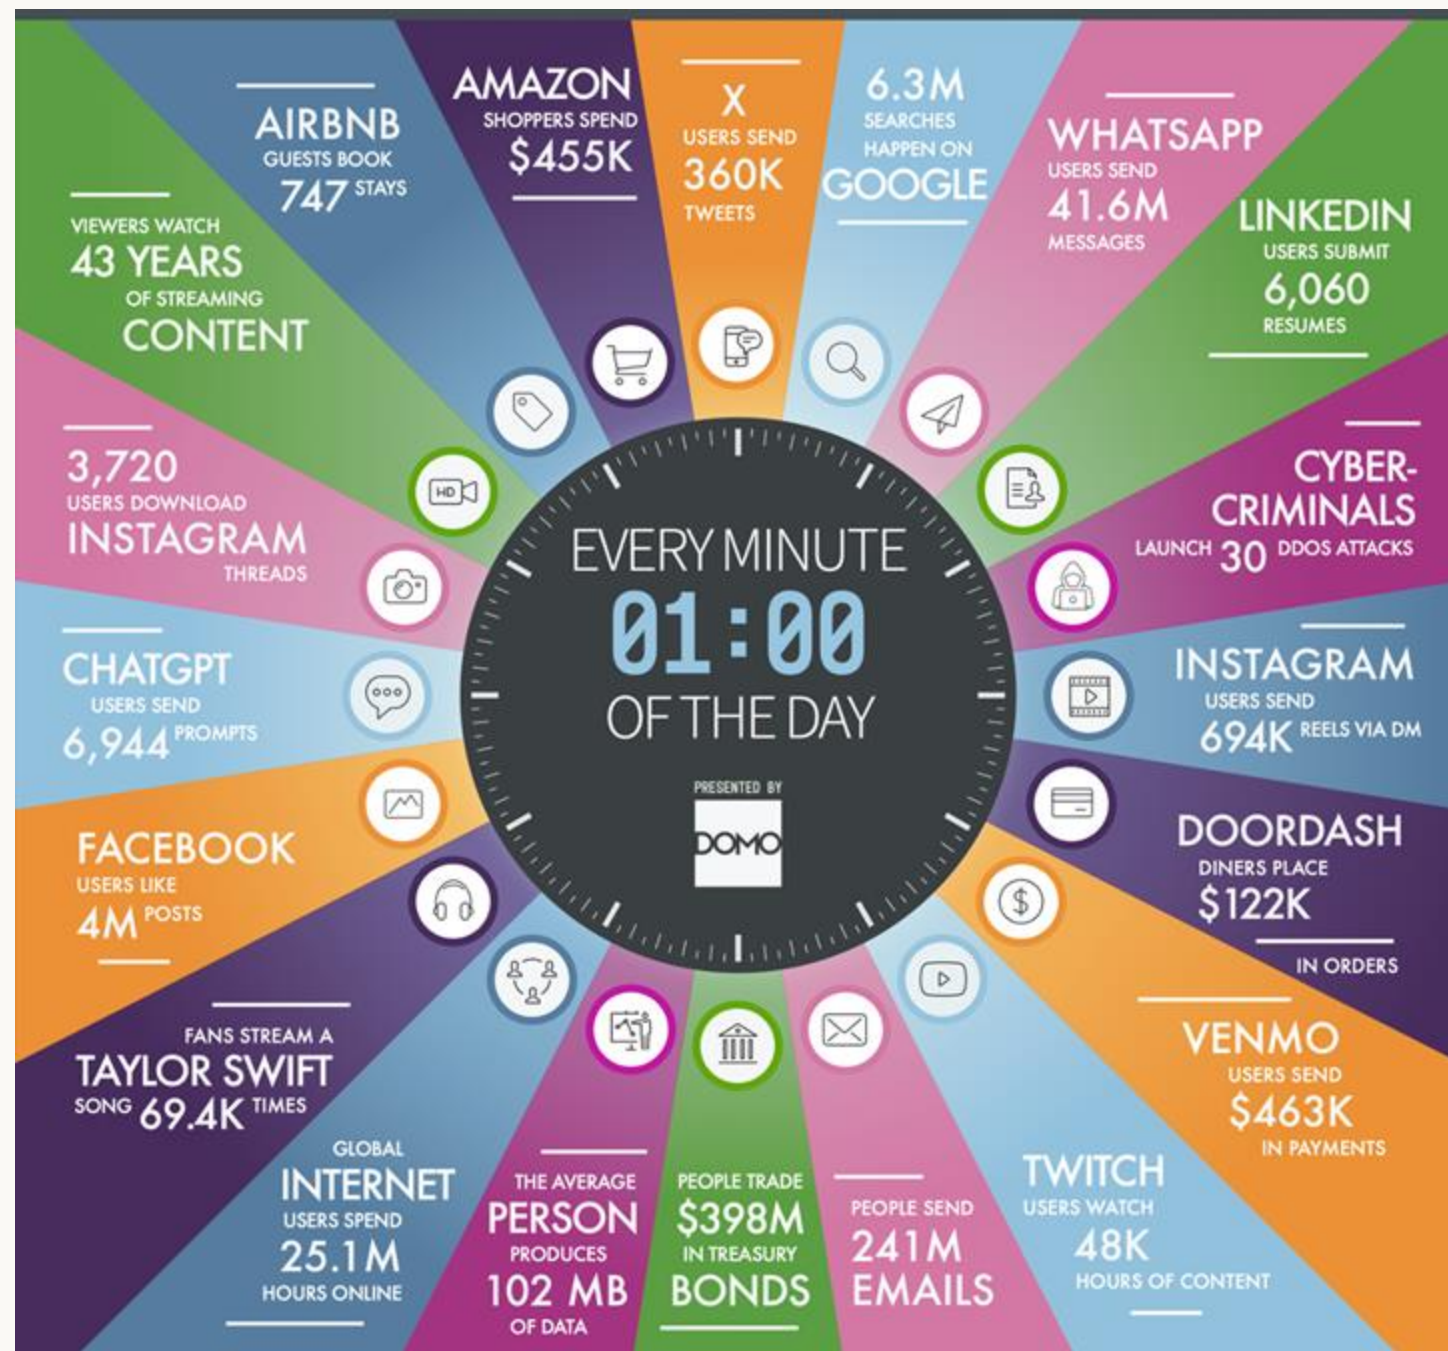 EVERY MINUTE
01:00
OF THE DAY
PRESENTED BY
DOMO
X
USERS SEND
360K
TWEETS
6.3M
SEARCHES
HAPPEN ON
GOOGLE
WHATSAPP
USERS SEND
41.6M
MESSAGES
LINKEDIN
USERS SUBMIT
6,060
RESUMES
CYBER-
CRIMINALS
LAUNCH 30 DDOS ATTACKS
INSTAGRAM
USERS SEND
694K REELS VIA DM
DOORDASH
DINERS PLACE
$122K
IN ORDERS
VENMO
USERS SEND
$463K
IN PAYMENTS
TWITCH
USERS WATCH
48K
HOURS OF CONTENT
PEOPLE SEND
241M
EMAILS
PEOPLE TRADE
$398M
IN TREASURY
BONDS
THE AVERAGE
PERSON
PRODUCES
102 MB
OF DATA
GLOBAL
INTERNET
USERS SPEND
25.1M
HOURS ONLINE
FANS STREAM A
TAYLOR SWIFT
SONG 69.4K TIMES
FACEBOOK
USERS LIKE
4M POSTS
CHATGPT
USERS SEND
6,944 PROMPTS
3,720
USERS DOWNLOAD
INSTAGRAM
THREADS
VIEWERS WATCH
43 YEARS
OF STREAMING
CONTENT
AIRBNB
GUESTS BOOK
747 STAYS
AMAZON
SHOPPERS SPEND
$455K
HD